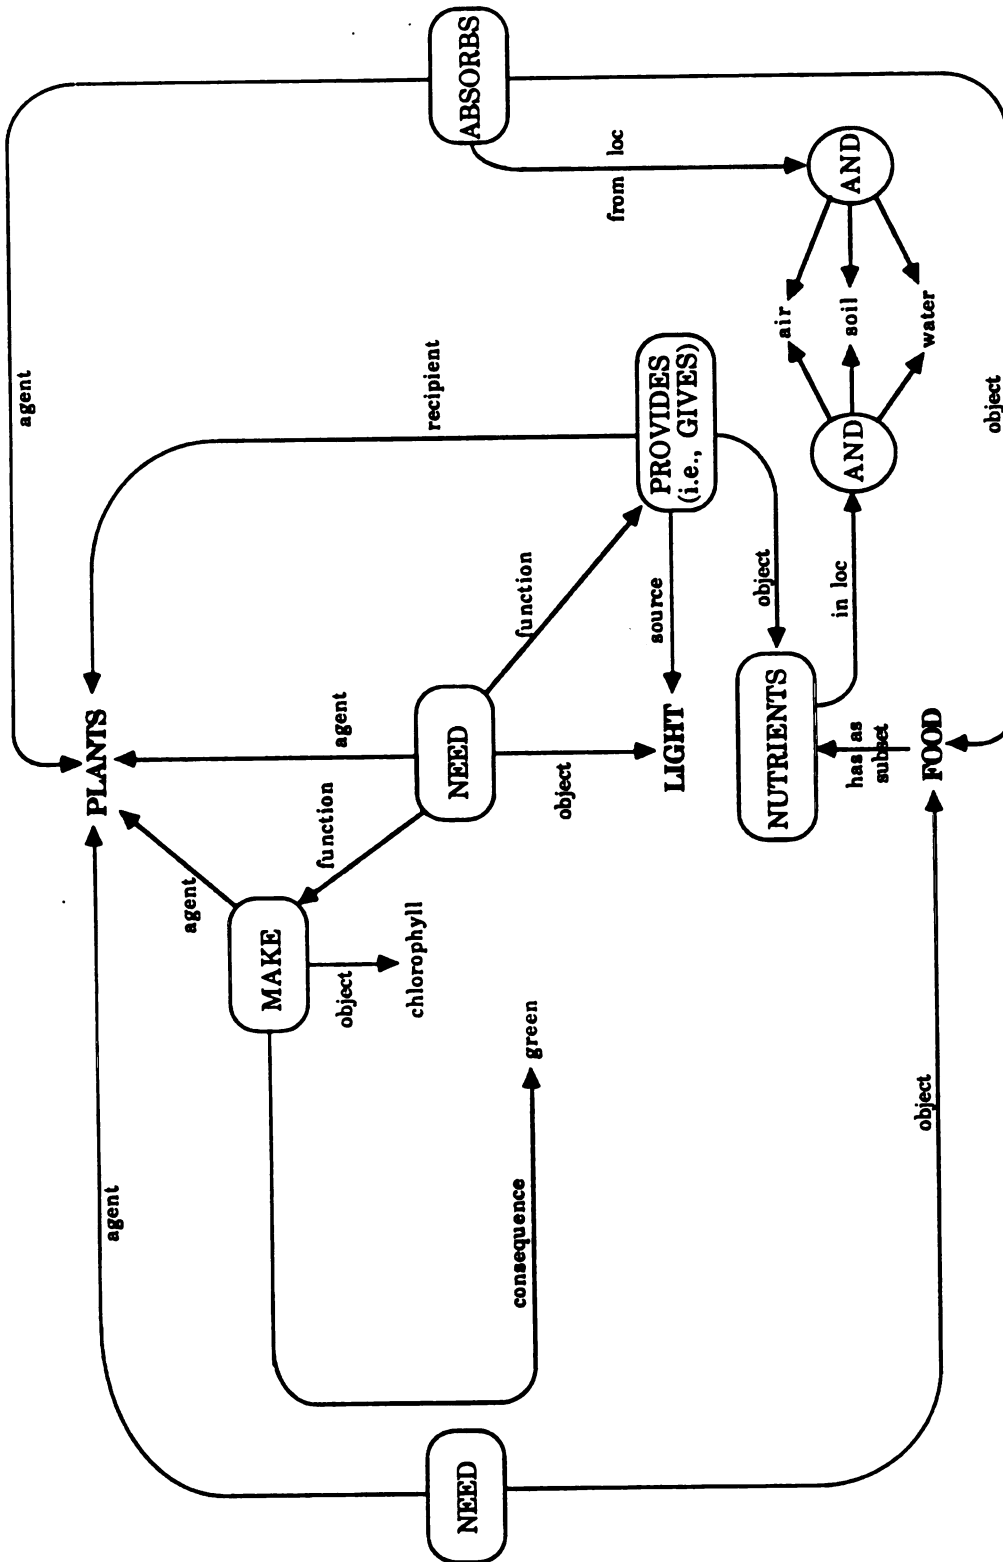 agent
PLANTS
agent
agent
MAKE
function
agent
object
chlorophyll
recipient
NEED
NEED
ABSORBS
consequence
green
function
object
from loc
source
LIGHT
PROVIDES
(i.e., GIVES)
object
NUTRIENTS
air
in loc
AND
soil
AND
has as
subset
object
FOOD
water
object